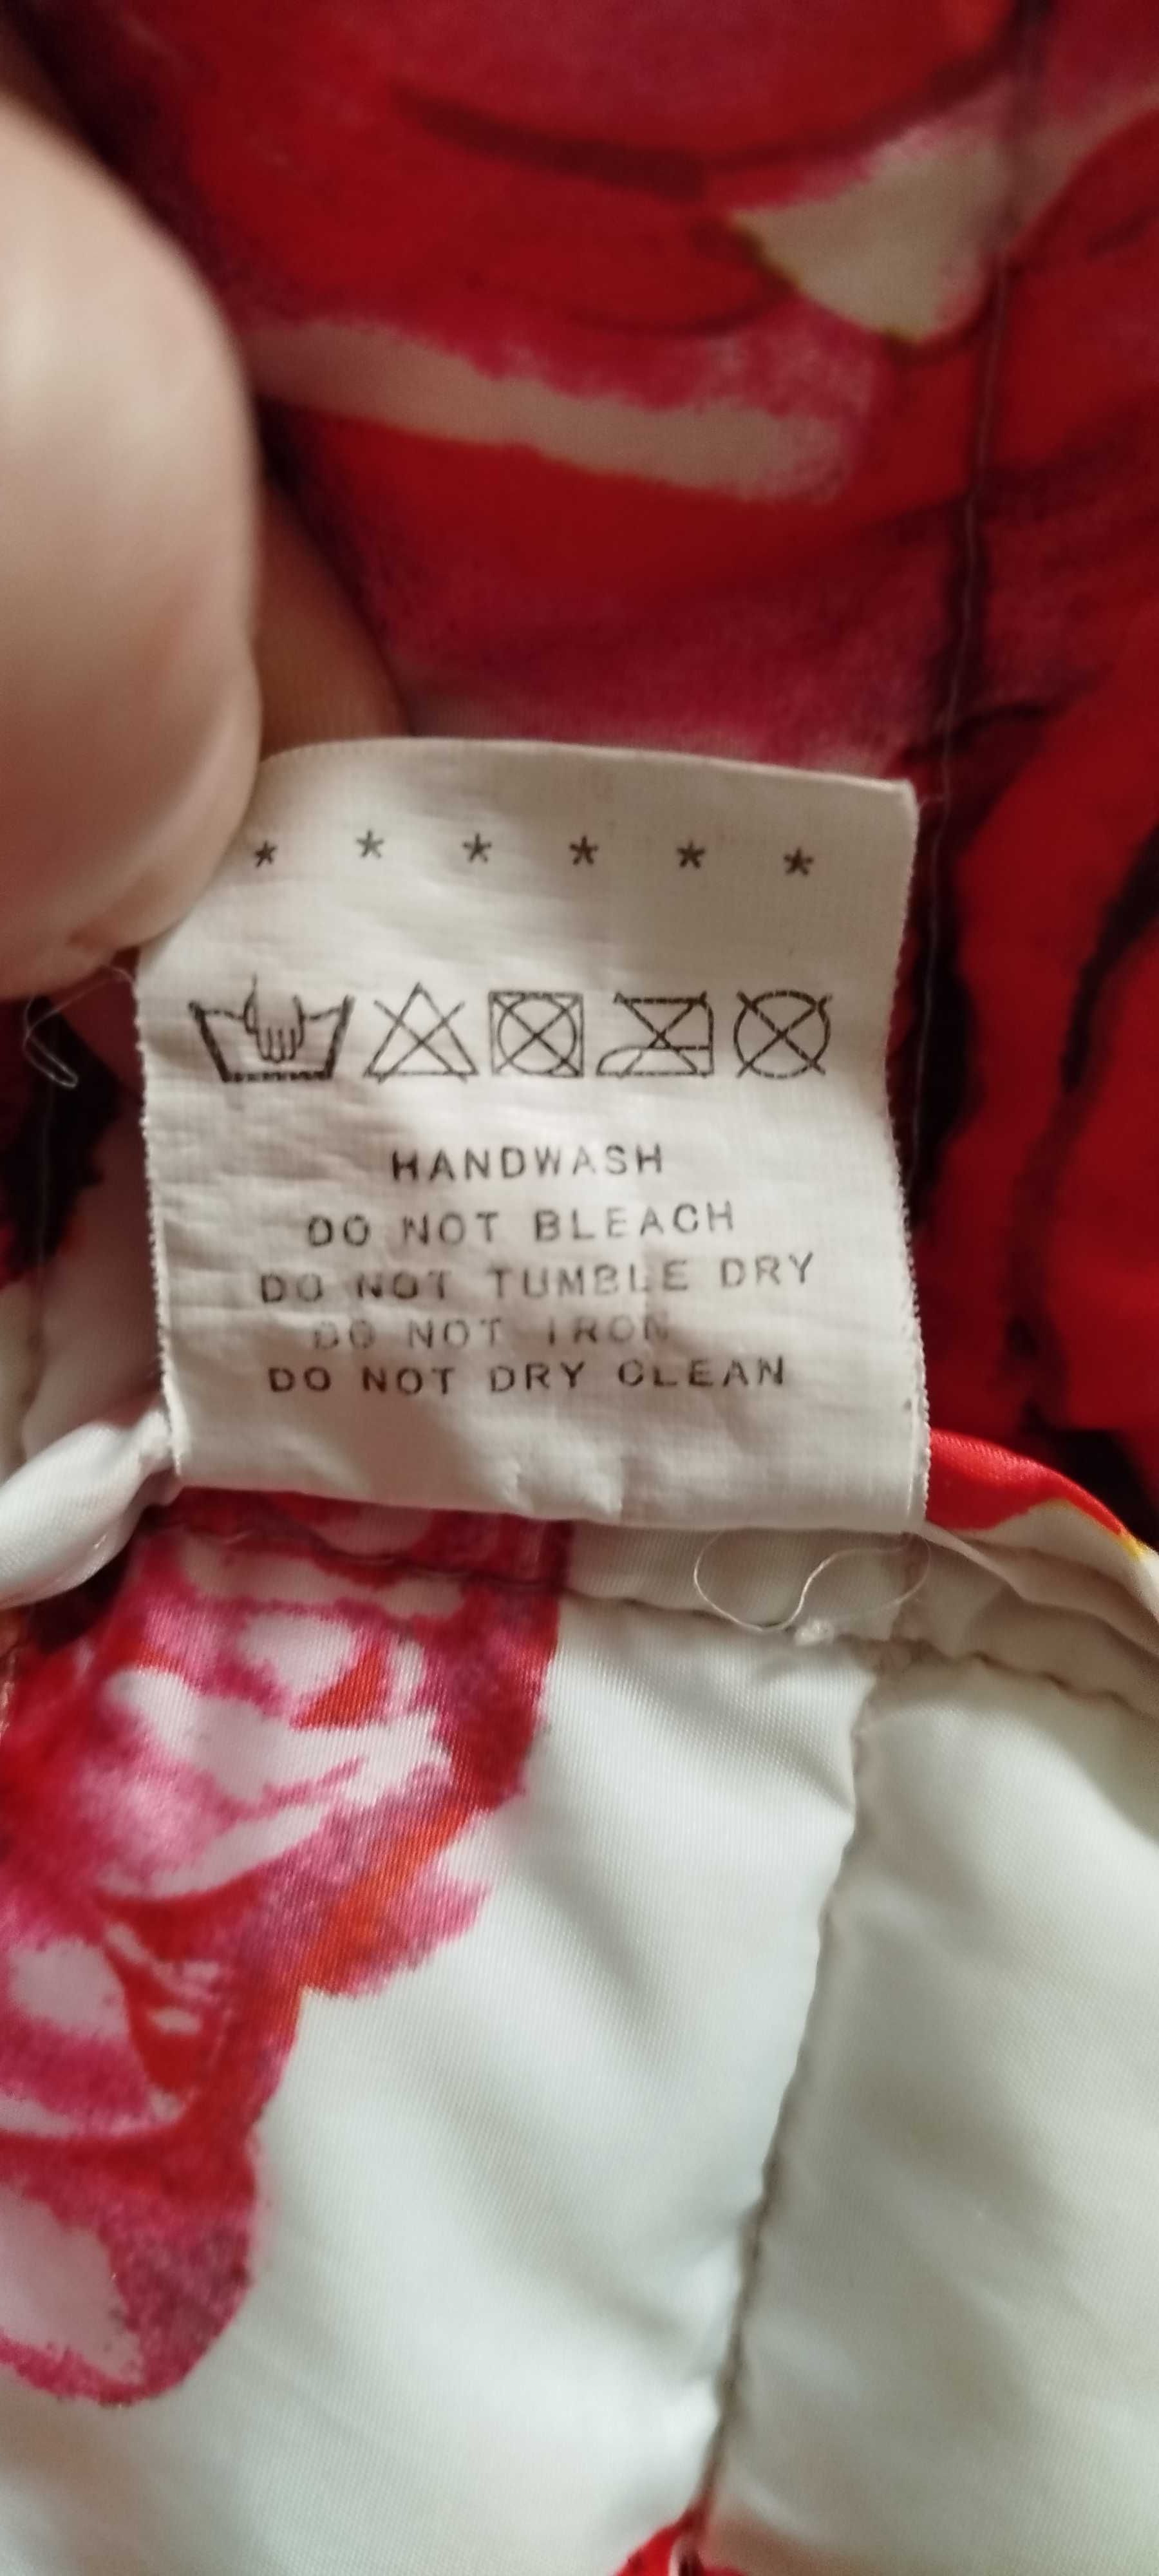 * * * * * *
HANDWASH
DO NOT BLEACH
DO NOT TUMBLE DRY
DO NOT IRON
DO NOT DRY CLEAN